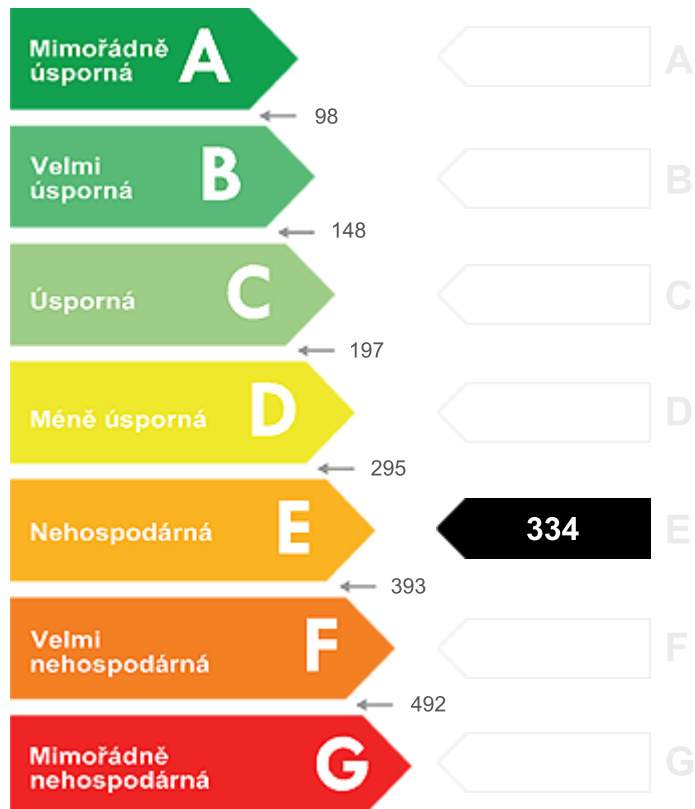 Mimořádně
úsporná
A
A
98
Velmi
úsporná
B
B
148
Úsporná
C
C
197
Méně úsporná
D
D
295
Nehospodárná
E
334
E
393
Velmi
nehospodárná
F
F
492
Mimořádně
nehospodárná
G
G